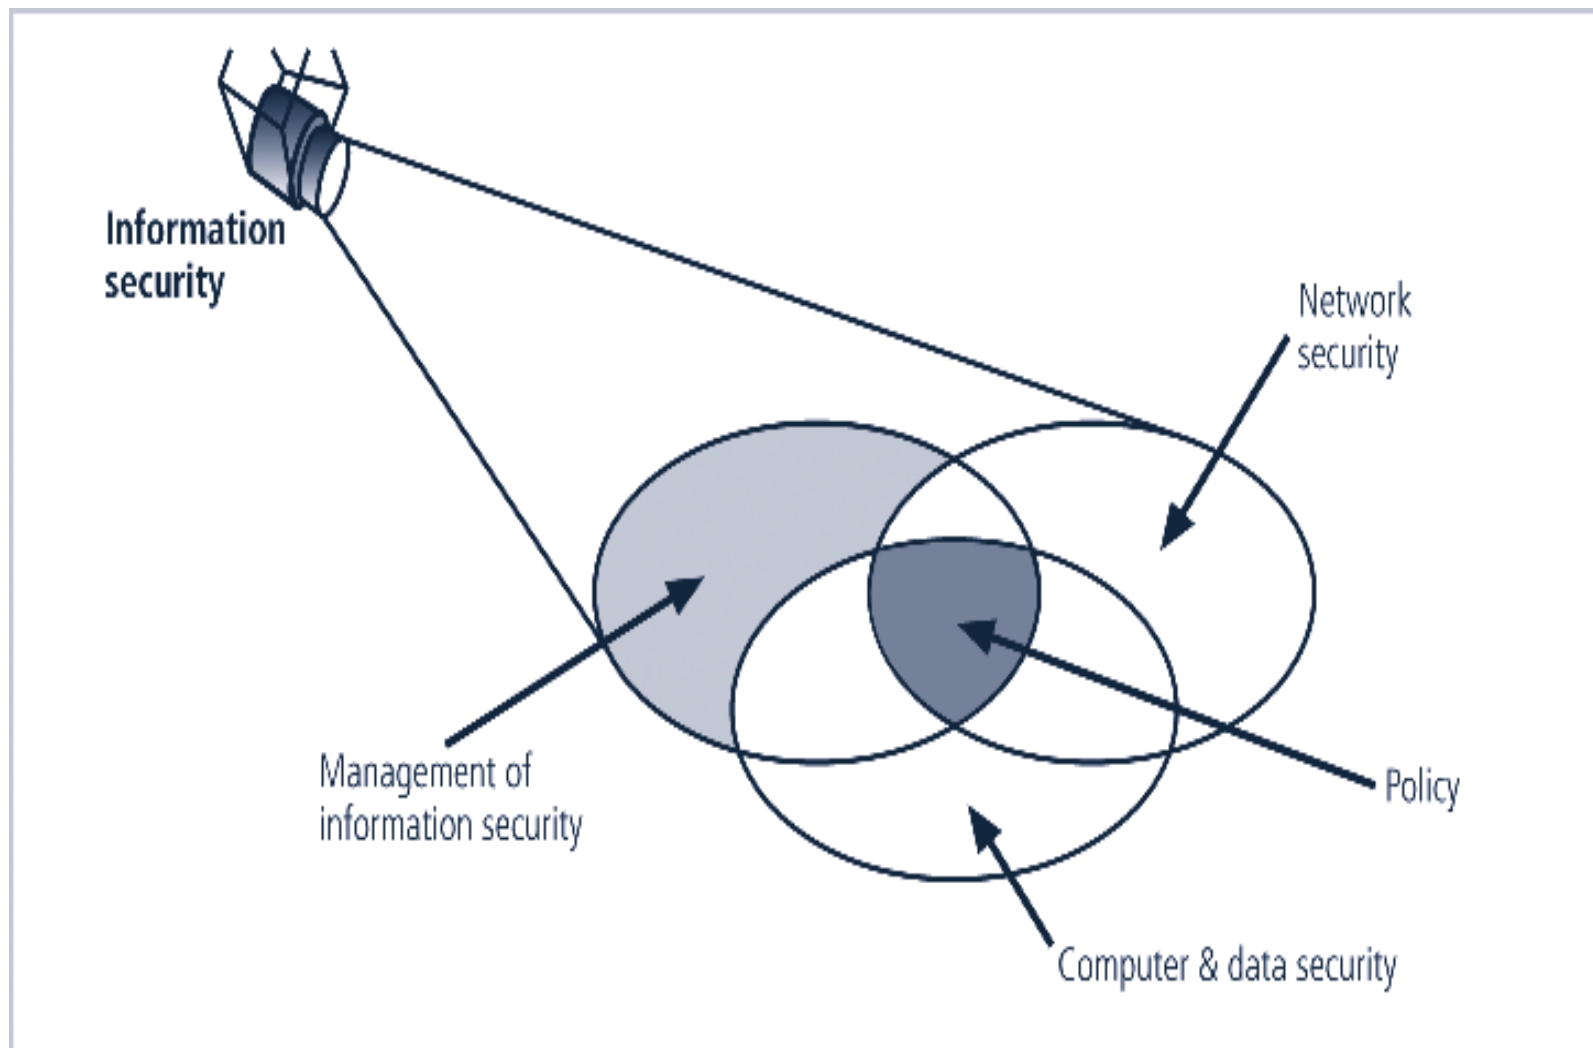 Information
security
Network
security
Management of
information security
Policy
Computer & data security